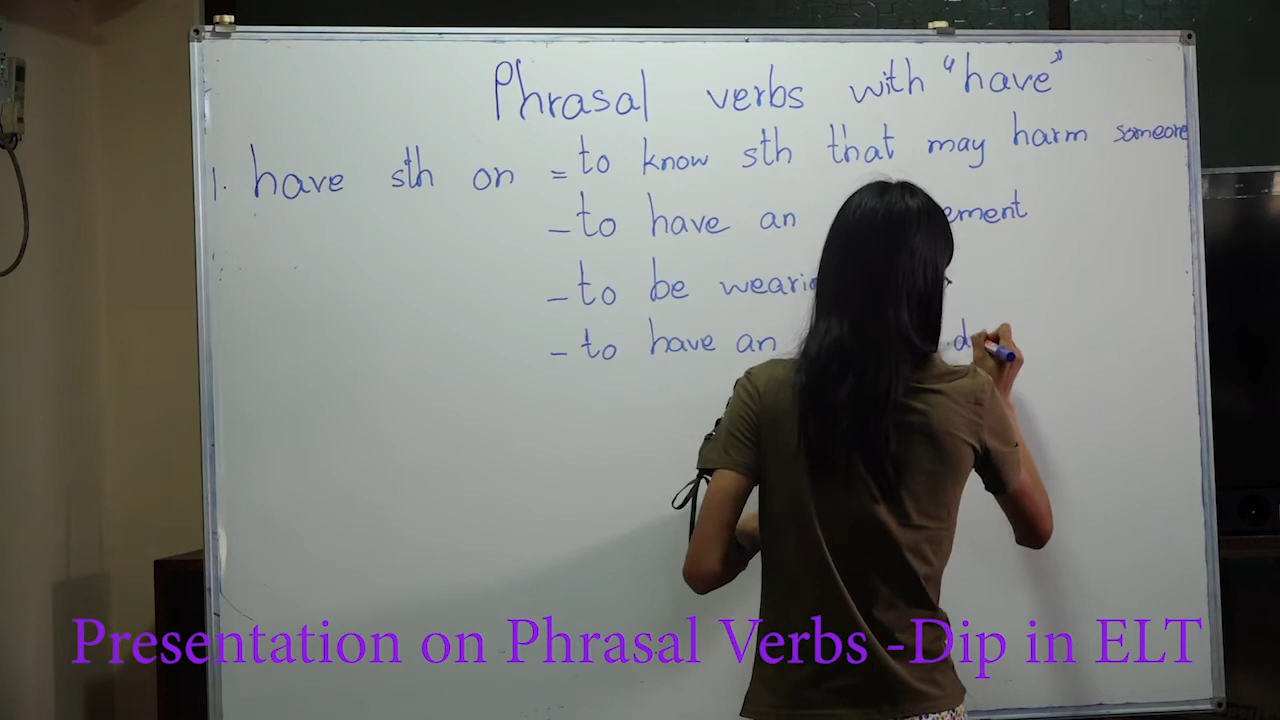 Phrasal verbs with "have"
1. have sth on = to know sth that may harm someone
- to have an
- to be
- to have an
Presentation on Phrasal Verbs -Dip in ELT